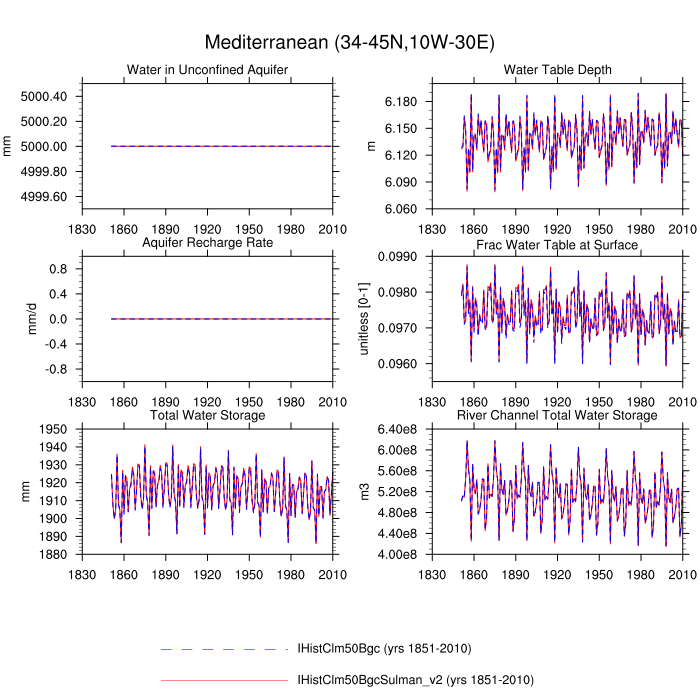 Mediterranean (34-45N,10W-30E)
Water in Unconfined Aquifer
mm
5000.40
5000.20
5000.00
4999.80
4999.60
1830 1860 1890 1920 1950 1980 2010
Water Table Depth
m
6.180
6.150
6.120
6.090
6.060
1830 1860 1890 1920 1950 1980 2010
Aquifer Recharge Rate
mm/d
0.8
0.4
0.0
-0.4
-0.8
1830 1860 1890 1920 1950 1980 2010
Frac Water Table at Surface
unitless [0-1]
0.0990
0.0980
0.0970
0.0960
1830 1860 1890 1920 1950 1980 2010
Total Water Storage
mm
1950
1940
1930
1920
1910
1900
1890
1880
1830 1860 1890 1920 1950 1980 2010
River Channel Total Water Storage
m3
6.40e8
6.00e8
5.60e8
5.20e8
4.80e8
4.40e8
4.00e8
1830 1860 1890 1920 1950 1980 2010
IHistClm50Bgc (yrs 1851-2010)
IHistClm50BgcSulman_v2 (yrs 1851-2010)